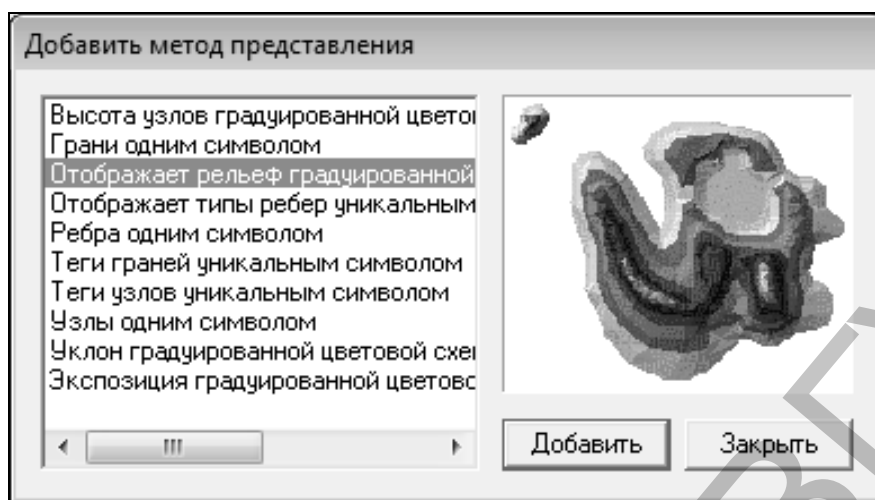 Добавить метод представления
Высота узлов градуированной цвето
Грани одним символом
Отображает рельеф градуированной
Отображает типы ребер уникальным
Ребра одним символом
Теги граней уникальным символом
Теги узлов уникальным символом
Узлы одним символом
Уклон градуированной цветовой схе
Экспозиция градуированной цветово
Добавить
Закрыть